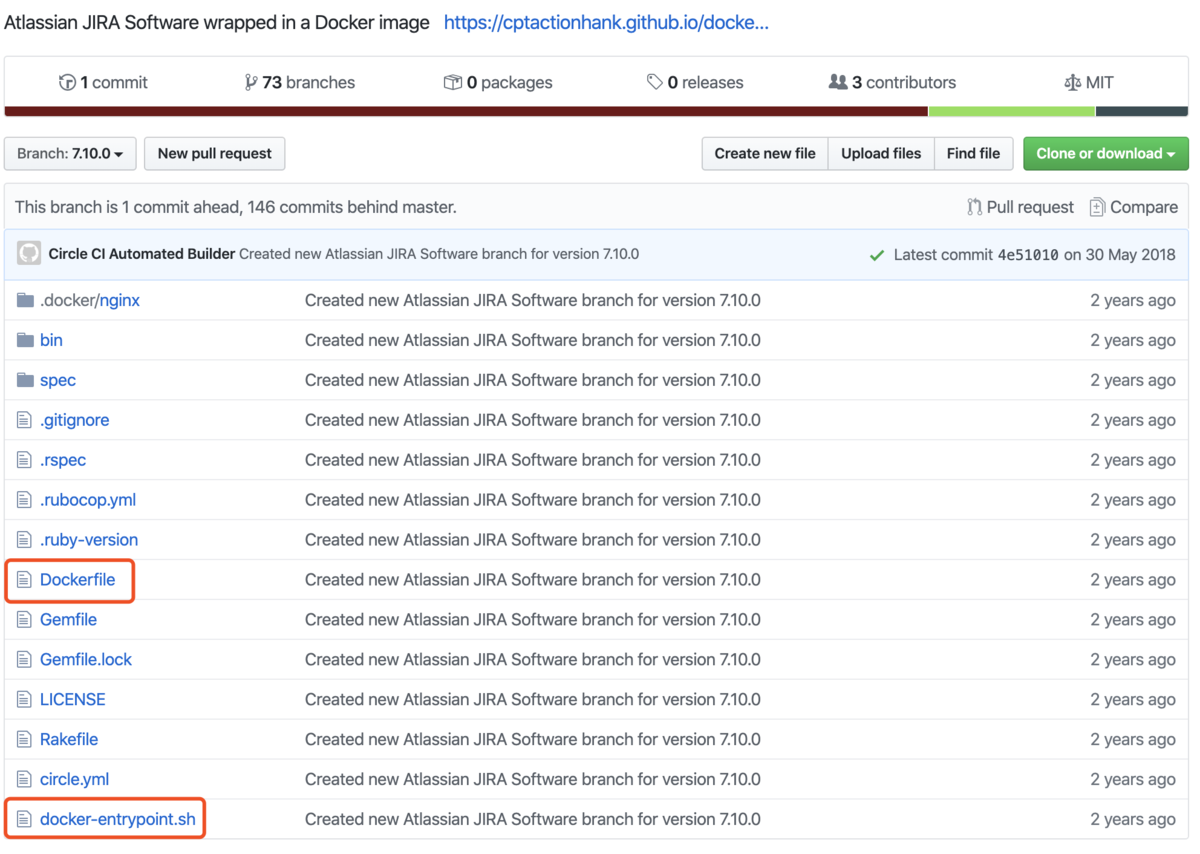 Atlassian JIRA Software wrapped in a Docker image https://cptactionhank.github.io/docke...
1 commit 73 branches 0 packages 0 releases 3 contributors MIT
Branch: 7.10.0 New pull request Create new file Upload files Find file Clone or download
This branch is 1 commit ahead, 146 commits behind master. Pull request Compare
Circle CI Automated Builder Created new Atlassian JIRA Software branch for version 7.10.0 Latest commit 4e51010 on 30 May 2018
.docker/nginx Created new Atlassian JIRA Software branch for version 7.10.0 2 years ago
bin Created new Atlassian JIRA Software branch for version 7.10.0 2 years ago
spec Created new Atlassian JIRA Software branch for version 7.10.0 2 years ago
.gitignore Created new Atlassian JIRA Software branch for version 7.10.0 2 years ago
.rspec Created new Atlassian JIRA Software branch for version 7.10.0 2 years ago
.rubocop.yml Created new Atlassian JIRA Software branch for version 7.10.0 2 years ago
.ruby-version Created new Atlassian JIRA Software branch for version 7.10.0 2 years ago
Dockerfile Created new Atlassian JIRA Software branch for version 7.10.0 2 years ago
Gemfile Created new Atlassian JIRA Software branch for version 7.10.0 2 years ago
Gemfile.lock Created new Atlassian JIRA Software branch for version 7.10.0 2 years ago
LICENSE Created new Atlassian JIRA Software branch for version 7.10.0 2 years ago
Rakefile Created new Atlassian JIRA Software branch for version 7.10.0 2 years ago
circle.yml Created new Atlassian JIRA Software branch for version 7.10.0 2 years ago
docker-entrypoint.sh Created new Atlassian JIRA Software branch for version 7.10.0 2 years ago